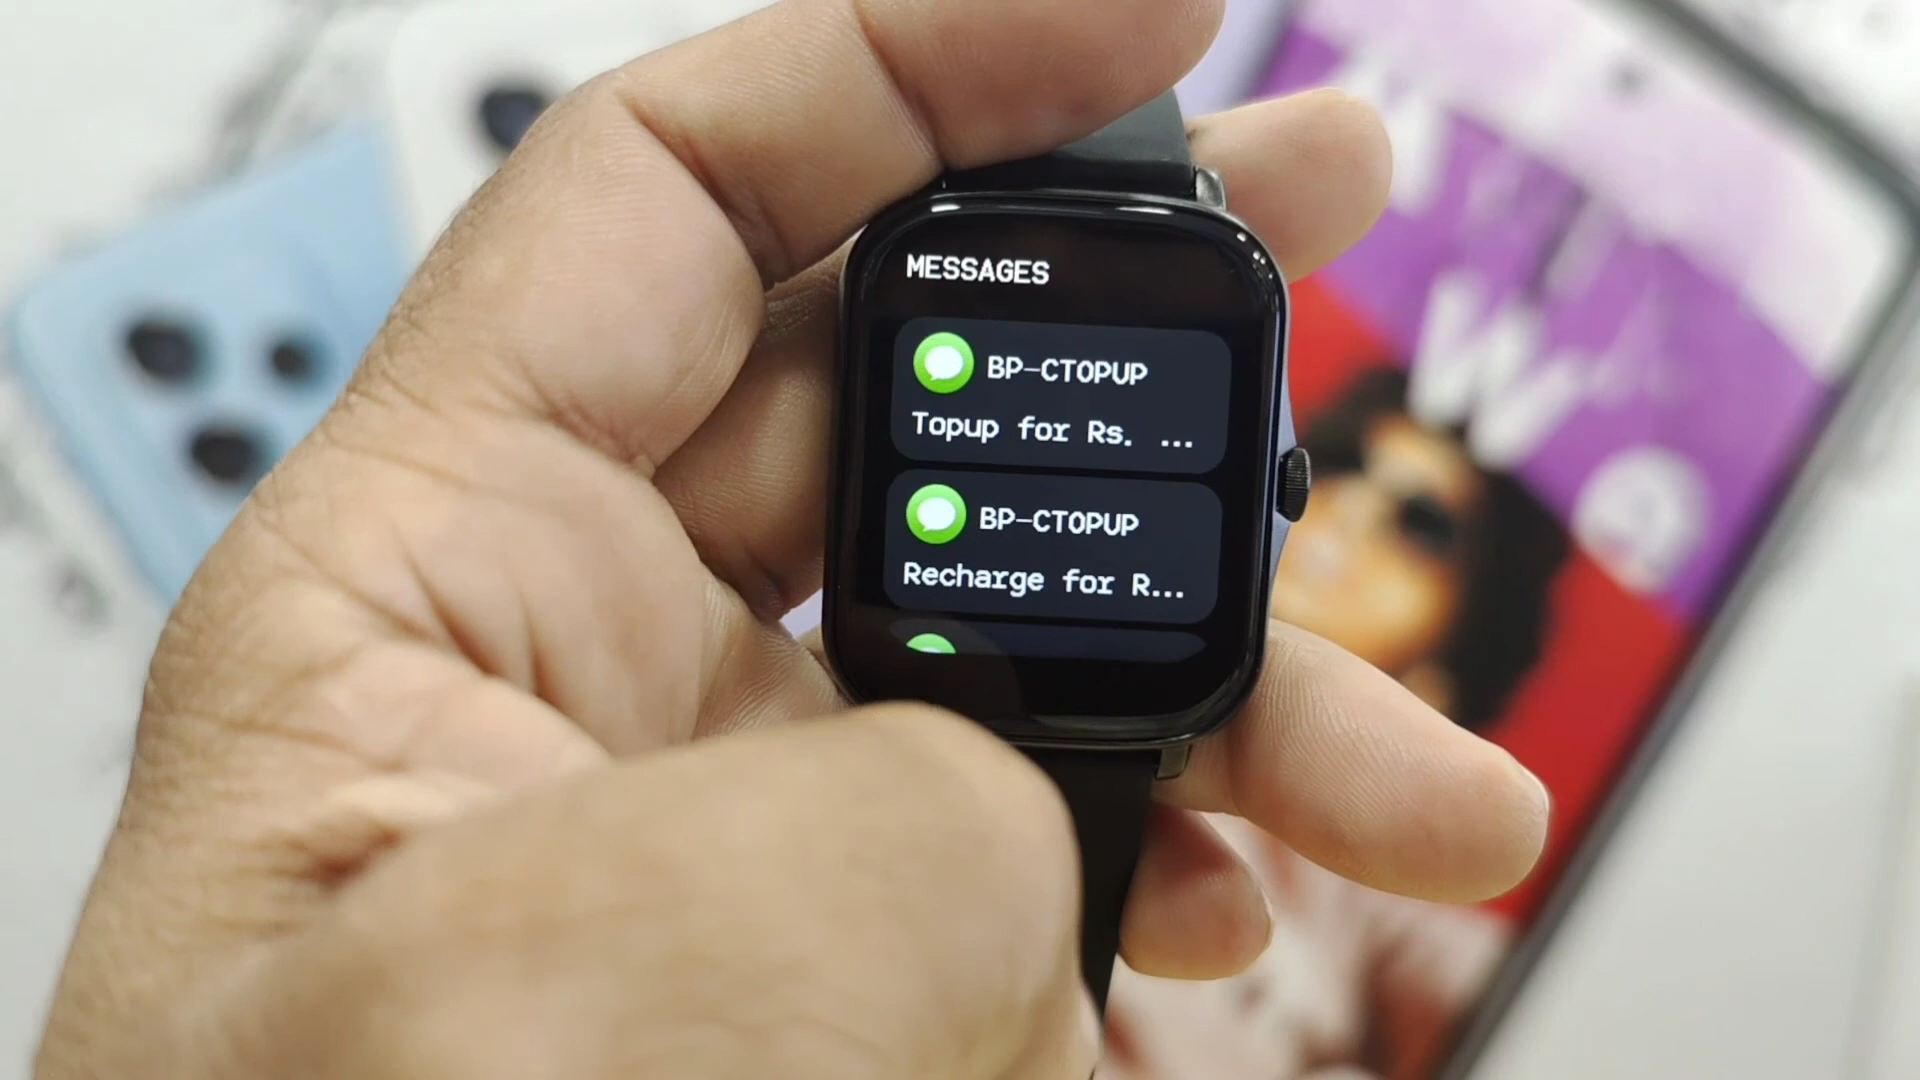 MESSAGES
BP-CTOPUP
Topup for Rs. ...
BP-CTOPUP
Recharge for R...